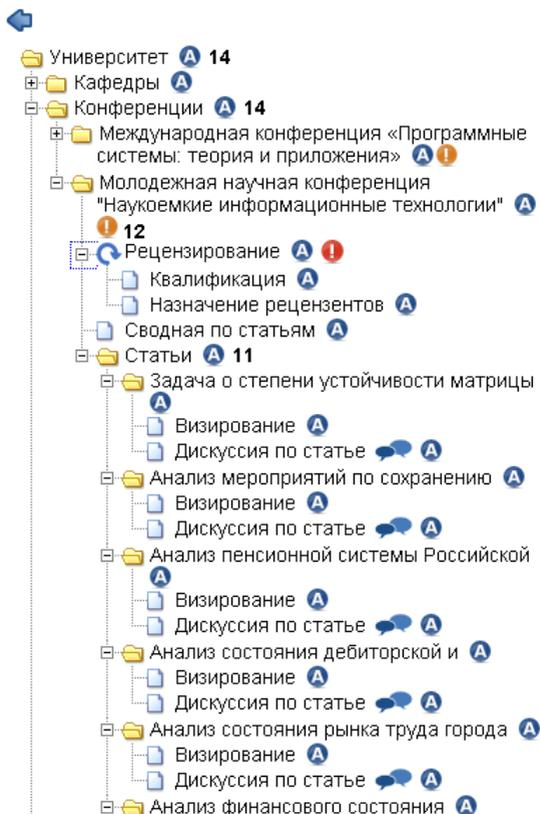 Университет A 14
Кафедры A
Конференции A 14
Международная конференция «Программные
системы: теория и приложения» A !
Молодежная научная конференция
"Наукоемкие информационные технологии" A
! 12
Рецензирование A !
Квалификация A
Назначение рецензентов A
Сводная по статьям A
Статьи A 11
Задача о степени устойчивости матрицы
A
Визирование A
Дискуссия по статье A
Анализ мероприятий по сохранению A
Визирование A
Дискуссия по статье A
Анализ пенсионной системы Российской
A
Визирование A
Дискуссия по статье A
Анализ состояния дебиторской и A
Визирование A
Дискуссия по статье A
Анализ состояния рынка труда города A
Визирование A
Дискуссия по статье A
Анализ финансового состояния A